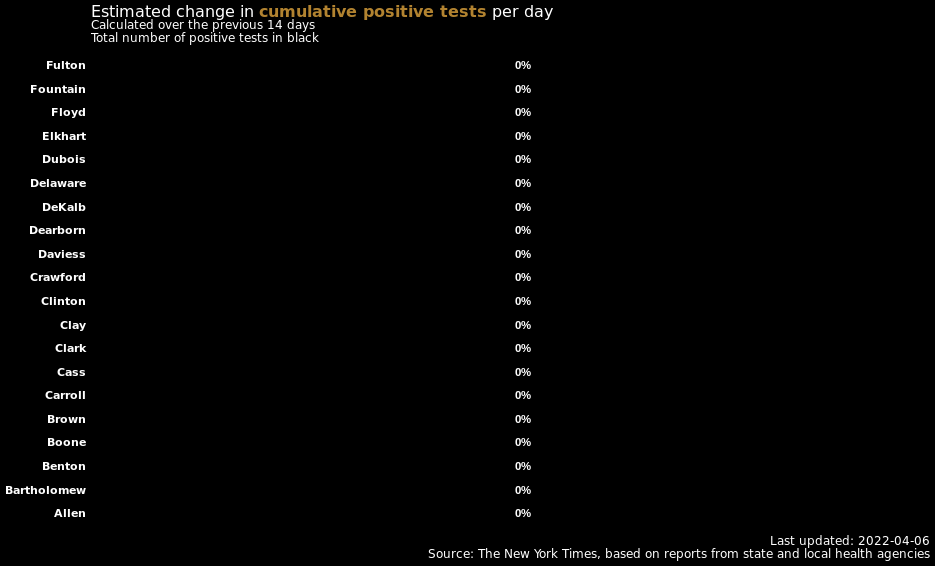 Estimated change in cumulative positive tests per day
Calculated over the previous 14 days
Total number of positive tests in black
Fulton 0%
Fountain 0%
Floyd 0%
Elkhart 0%
Dubois 0%
Delaware 0%
DeKalb 0%
Dearborn 0%
Daviess 0%
Crawford 0%
Clinton 0%
Clay 0%
Clark 0%
Cass 0%
Carroll 0%
Brown 0%
Boone 0%
Benton 0%
Bartholomew 0%
Allen 0%
Last updated: 2022-04-06
Source: The New York Times, based on reports from state and local health agencies